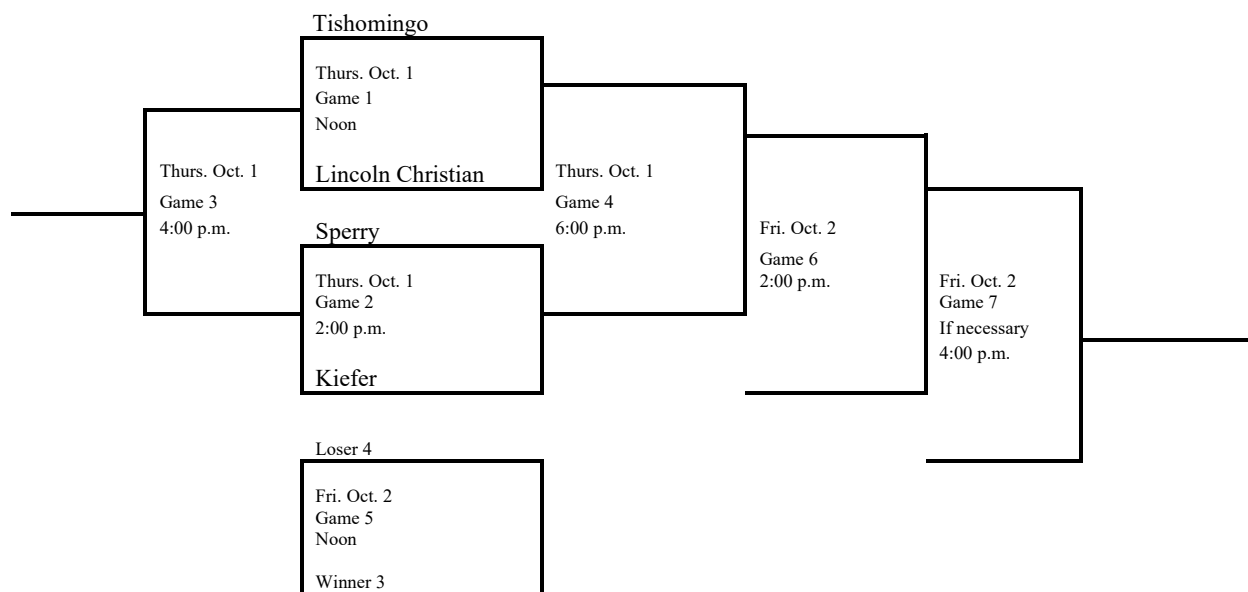 Tishomingo
Thurs. Oct. 1
Game 1
Noon
Lincoln Christian
Thurs. Oct. 1
Game 3
4:00 p.m.
Thurs. Oct. 1
Game 4
6:00 p.m.
Sperry
Thurs. Oct. 1
Game 2
2:00 p.m.
Kiefer
Fri. Oct. 2
Game 6
2:00 p.m.
Fri. Oct. 2
Game 7
If necessary
4:00 p.m.
Loser 4
Fri. Oct. 2
Game 5
Noon
Winner 3